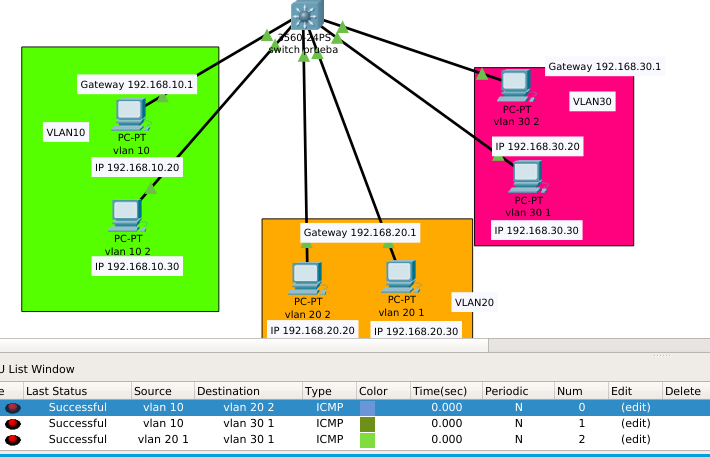 3560-24PS
switch prueba
Gateway 192.168.10.1
VLAN10
PC-PT
vlan 10
IP 192.168.10.20
PC-PT
vlan 10 2
IP 192.168.10.30
Gateway 192.168.30.1
VLAN30
PC-PT
vlan 30 2
IP 192.168.30.20
PC-PT
vlan 30 1
IP 192.168.30.30
Gateway 192.168.20.1
VLAN20
PC-PT
vlan 20 2
IP 192.168.20.20
PC-PT
vlan 20 1
IP 192.168.20.30
U List Window
e Last Status Source Destination Type Color Time(sec) Periodic Num Edit Delete
Successful vlan 10 vlan 20 2 ICMP 0.000 N 0 (edit)
Successful vlan 10 vlan 30 1 ICMP 0.000 N 1 (edit)
Successful vlan 20 1 vlan 30 1 ICMP 0.000 N 2 (edit)